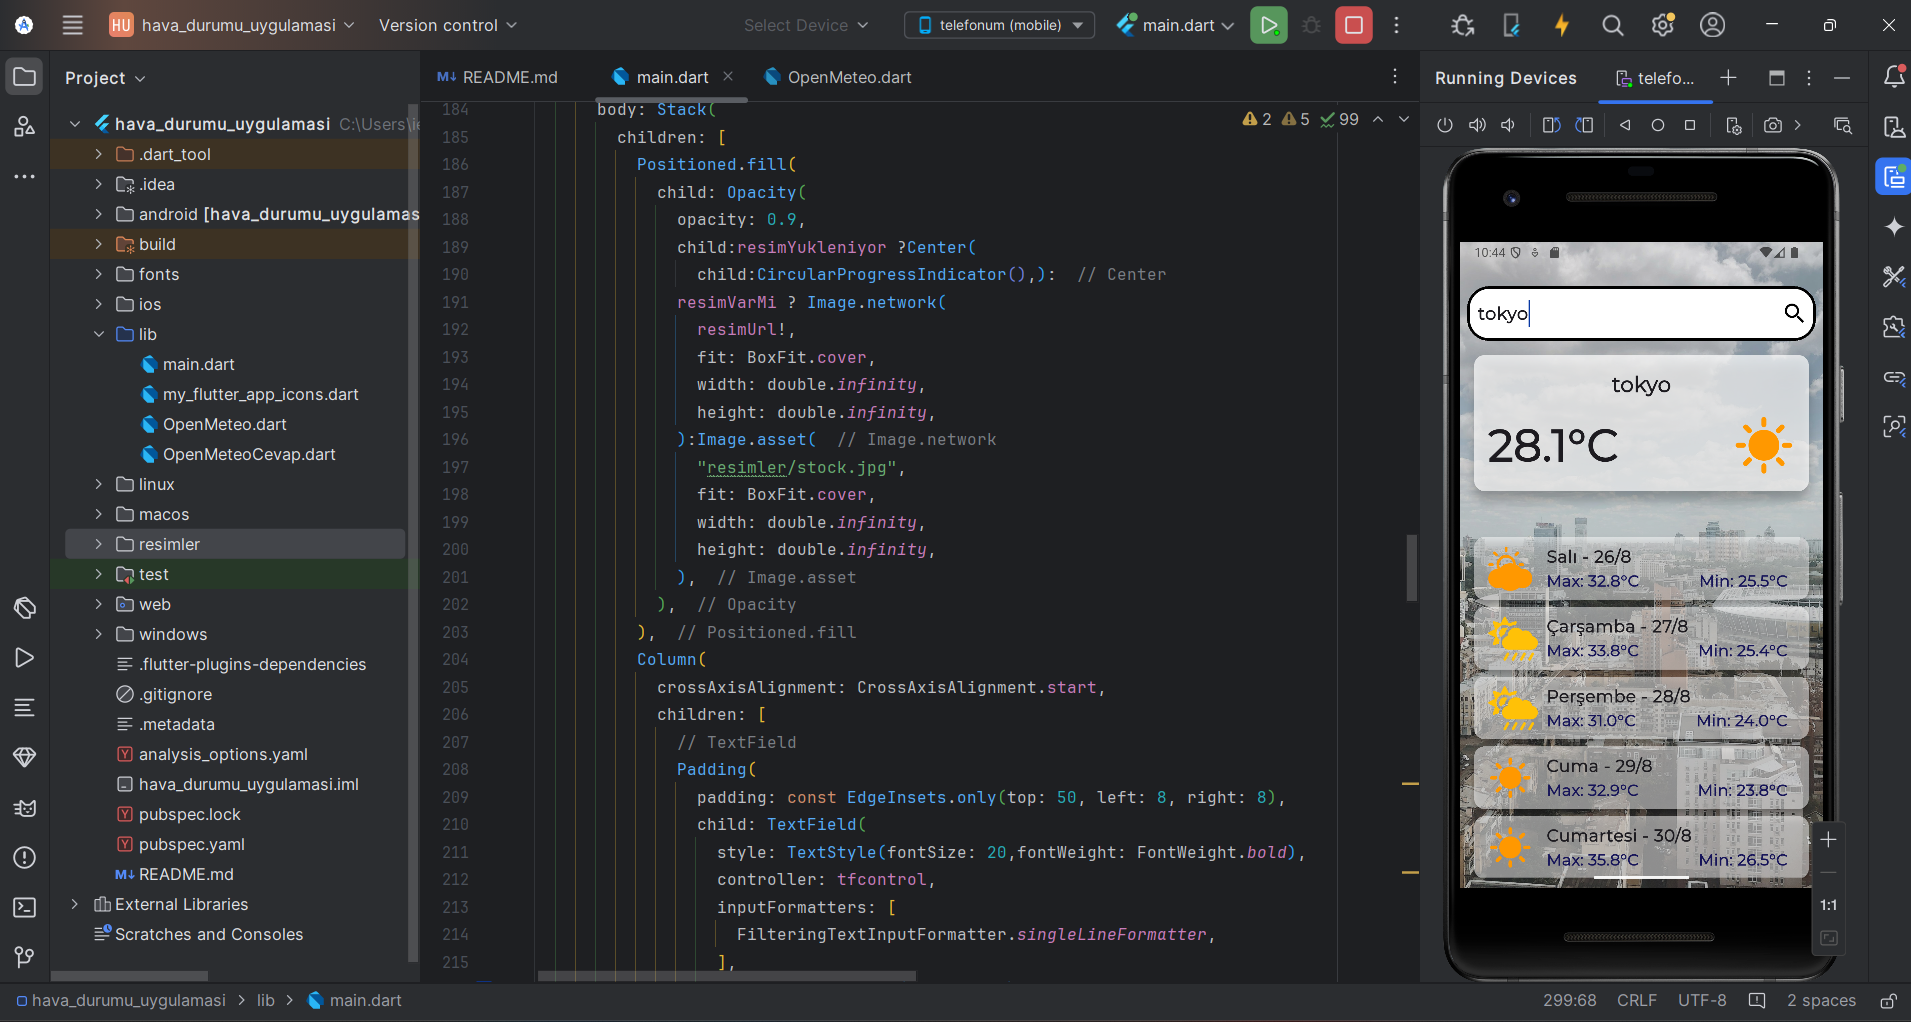 HU hava_durumu_uygulamasi Version control Select Device telefonum (mobile) main.dart
Project
README.md main.dart OpenMeteo.dart
Running Devices telefo...
hava_durumu_uygulamasi C:\Users\ie
.dart_tool
.idea
android [hava_durumu_uygulamas
build
fonts
ios
lib
main.dart
my_flutter_app_icons.dart
OpenMeteo.dart
OpenMeteoCevap.dart
linux
macos
resimler
test
web
windows
.flutter-plugins-dependencies
.gitignore
.metadata
analysis_options.yaml
hava_durumu_uygulamasi.iml
pubspec.lock
pubspec.yaml
README.md
External Libraries
Scratches and Consoles
2 5 99
184 body: Stack(
185 children: [
186 Positioned.fill(
187 child: Opacity(
188 opacity: 0.9,
189 child:resimYukleniyor ?Center(
190 child:CircularProgressIndicator(),): // Center
191 resimVarMi ? Image.network(
192 resimUrl!,
193 fit: BoxFit.cover,
194 width: double.infinity,
195 height: double.infinity,
196 ):Image.asset( // Image.network
197 "resimler/stock.jpg",
198 fit: BoxFit.cover,
199 width: double.infinity,
200 height: double.infinity,
201 ), // Image.asset
202 ), // Opacity
203 ), // Positioned.fill
204 Column(
205 crossAxisAlignment: CrossAxisAlignment.start,
206 children: [
207 // TextField
208 Padding(
209 padding: const EdgeInsets.only(top: 50, left: 8, right: 8),
210 child: TextField(
211 style: TextStyle(fontSize: 20,fontWeight: FontWeight.bold),
212 controller: tfcontrol,
213 inputFormatters: [
214 FilteringTextInputFormatter.singleLineFormatter,
215 ],
10:44
tokyo
tokyo
28.1°C
Salı - 26/8
Max: 32.8°C Min: 25.5°C
Çarşamba - 27/8
Max: 33.8°C Min: 25.4°C
Perşembe - 28/8
Max: 31.0°C Min: 24.0°C
Cuma - 29/8
Max: 32.9°C Min: 23.8°C
Cumartesi - 30/8
Max: 35.8°C Min: 26.5°C
1:1
hava_durumu_uygulamasi > lib > main.dart
299:68 CRLF UTF-8 2 spaces